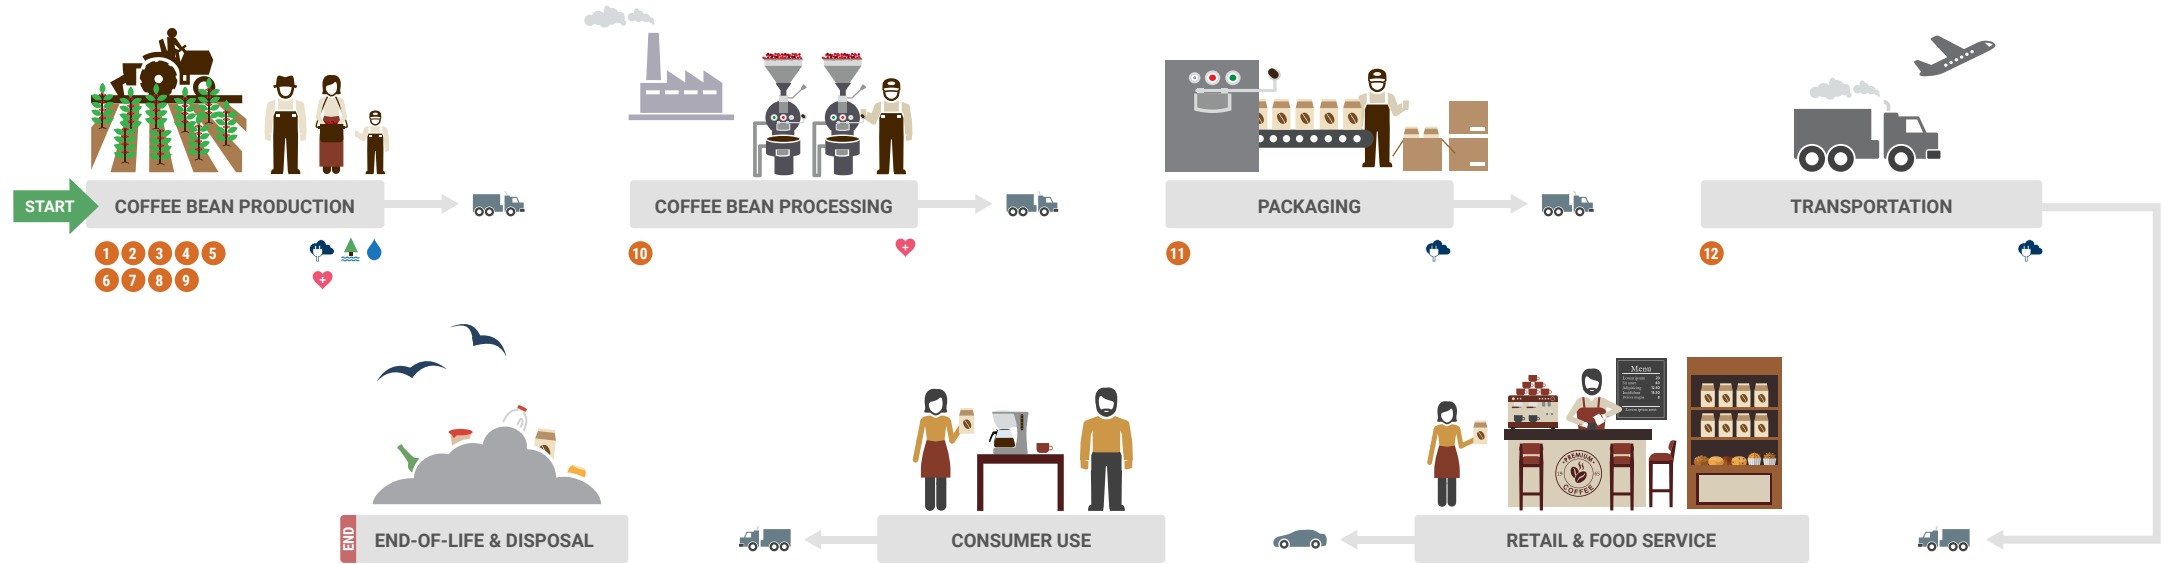 START
COFFEE BEAN PRODUCTION
COFFEE BEAN PROCESSING
PACKAGING
TRANSPORTATION
1 2 3 4 5
6 7 8 9
10
11
12
Menu
PREMIUM
COFFEE
END
END-OF-LIFE & DISPOSAL
CONSUMER USE
RETAIL & FOOD SERVICE